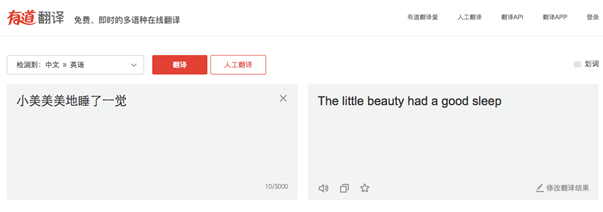 有道翻译 免费、即时的多语种在线翻译 有道翻译蛋 人工翻译 翻译API 翻译APP 登录
检测到：中文 » 英语 翻译 人工翻译 划词
小美美美地睡了一觉
The little beauty had a good sleep
10/5000
修改翻译结果